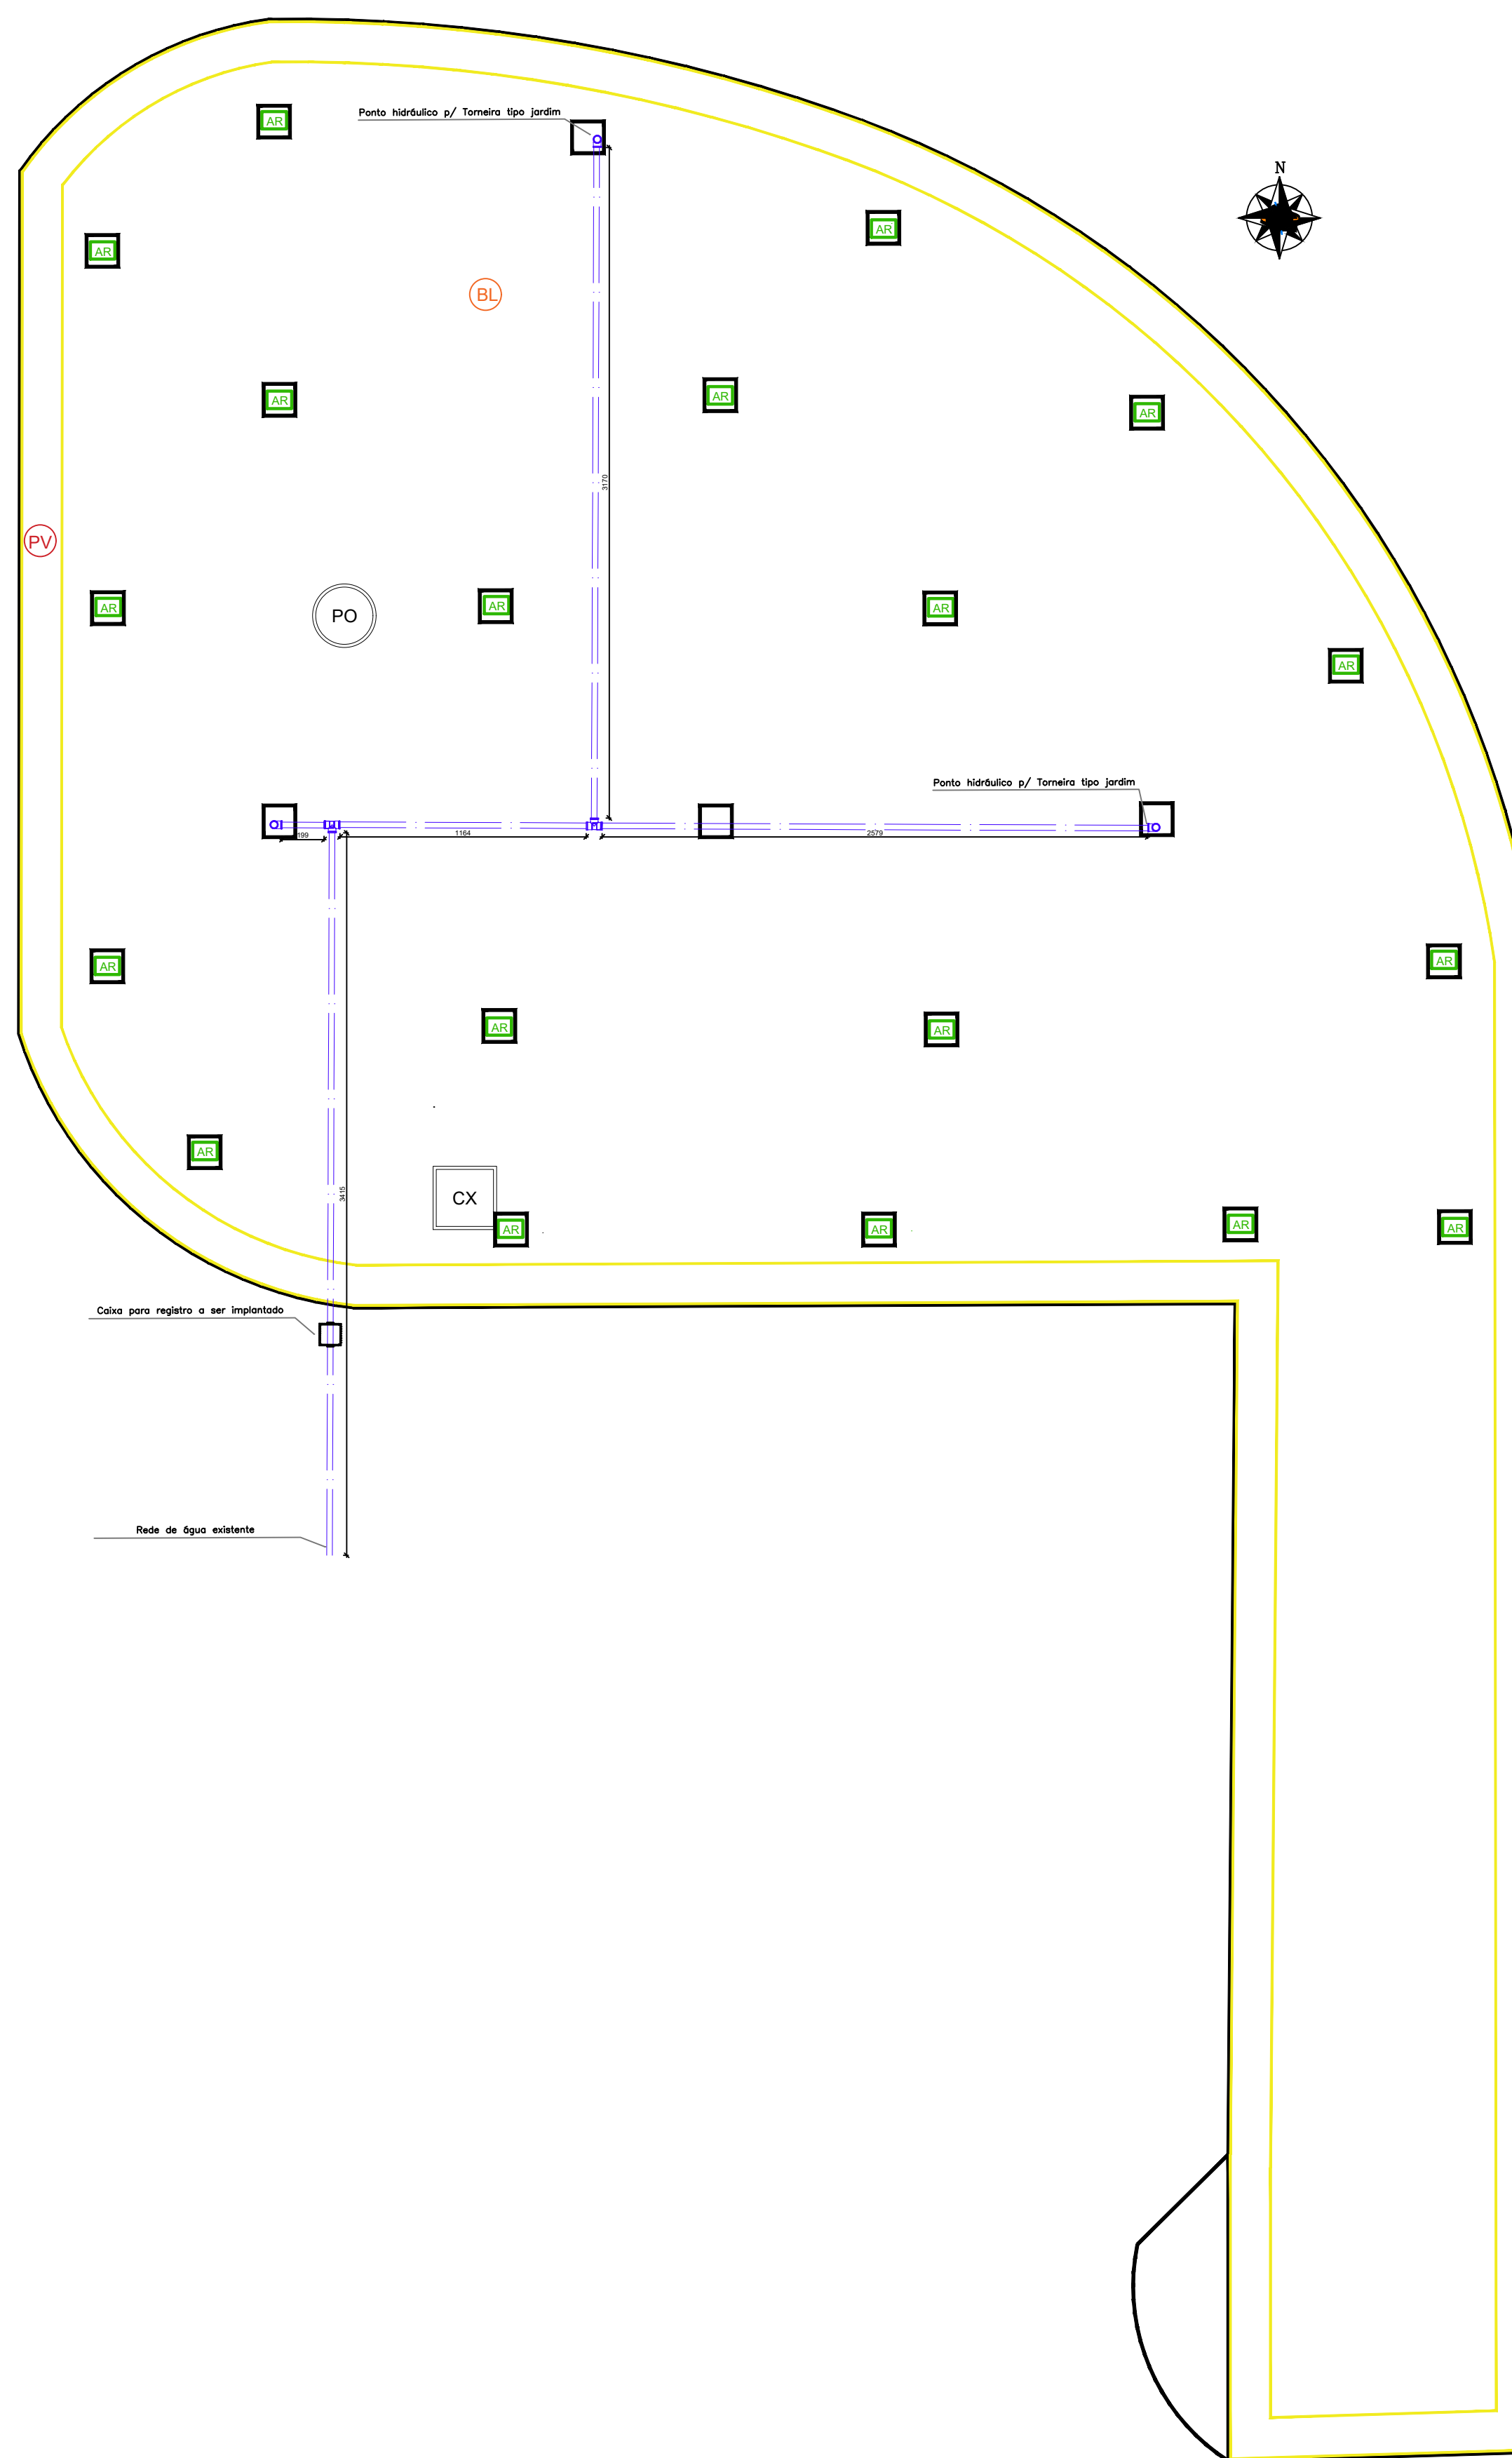 AR
Ponto hidráulico p/ Torneira tipo jardim
N
AR
AR
BL
AR
AR
AR
3170
PV
AR
PO
AR
AR
AR
Ponto hidráulico p/ Torneira tipo jardim
199
1164
2579
AR
AR
AR
AR
AR
3415
CX
AR
AR
AR
AR
Caixa para registro a ser implantado
Rede de água existente